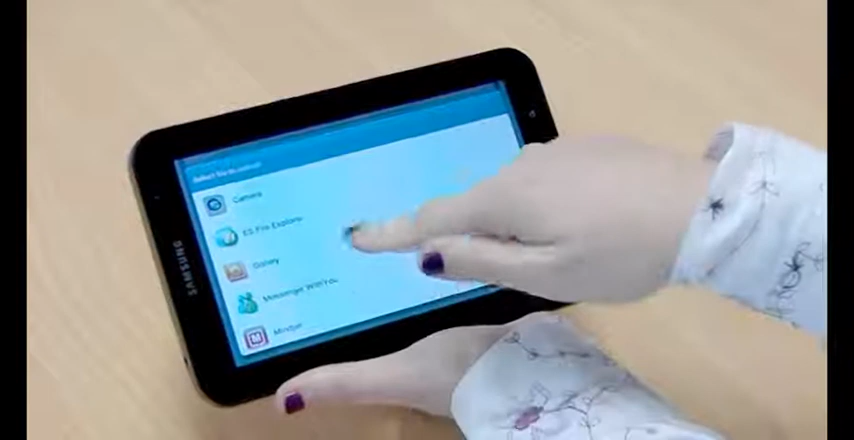 Select file to upload
Camera
ES File Explorer
Gallery
Messenger WithYou
Mindjet
SAMSUNG